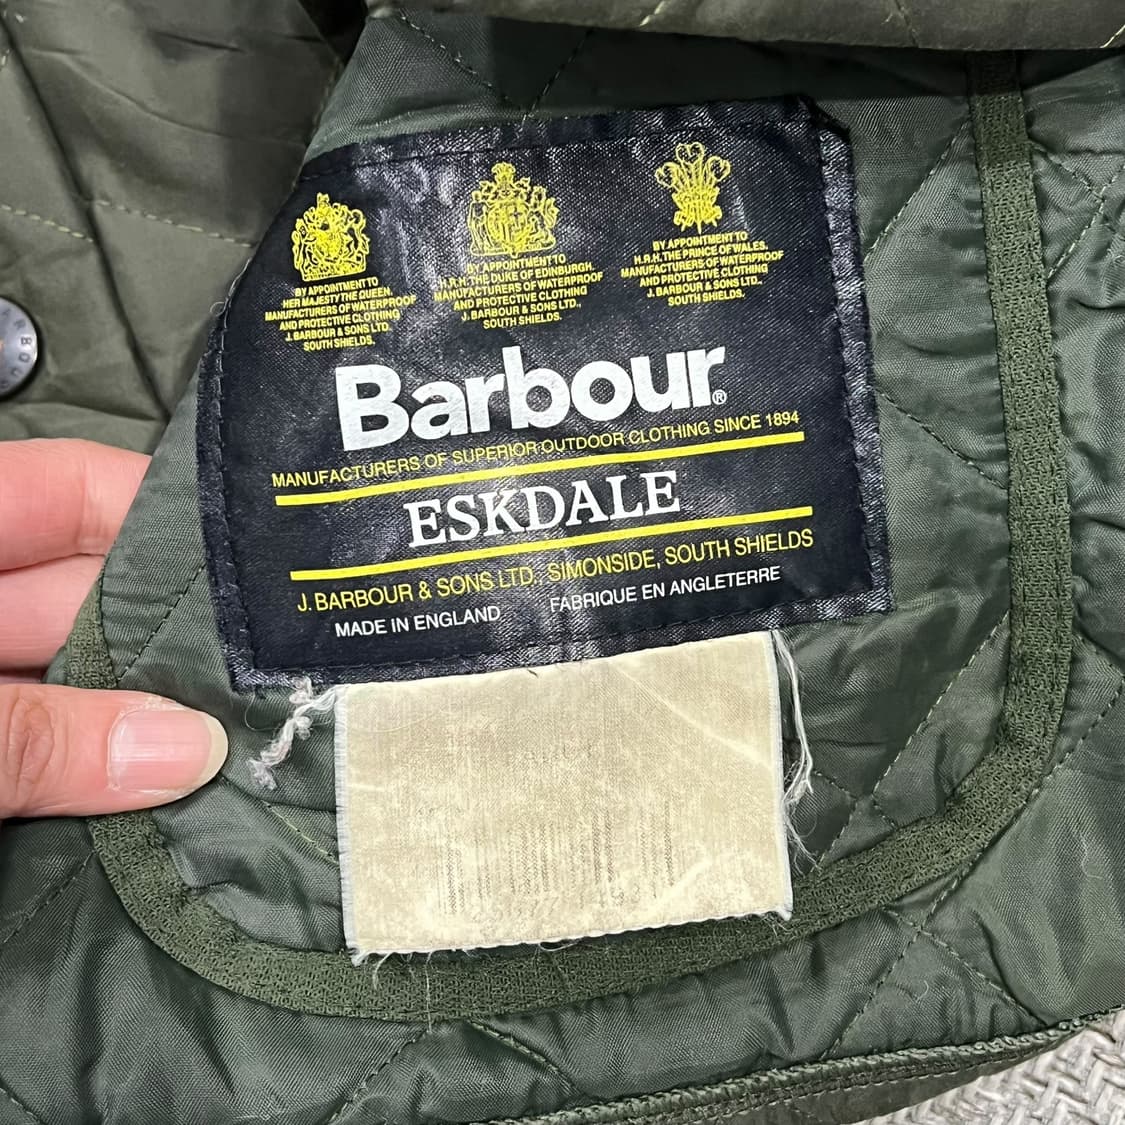 BY APPOINTMENT TO
HER MAJESTY THE QUEEN,
MANUFACTURERS OF WATERPROOF
AND PROTECTIVE CLOTHING
J. BARBOUR & SONS LTD.
SOUTH SHIELDS.
BY APPOINTMENT TO
H.R.H. THE DUKE OF EDINBURGH,
MANUFACTURERS OF WATERPROOF
AND PROTECTIVE CLOTHING
J. BARBOUR & SONS LTD.,
SOUTH SHIELDS.
BY APPOINTMENT TO
H.R.H. THE PRINCE OF WALES,
MANUFACTURERS OF WATERPROOF
AND PROTECTIVE CLOTHING
J. BARBOUR & SONS LTD.,
SOUTH SHIELDS.
Barbour®
MANUFACTURERS OF SUPERIOR OUTDOOR CLOTHING SINCE 1894
ESKDALE
J. BARBOUR & SONS LTD., SIMONSIDE, SOUTH SHIELDS
MADE IN ENGLAND FABRIQUE EN ANGLETERRE